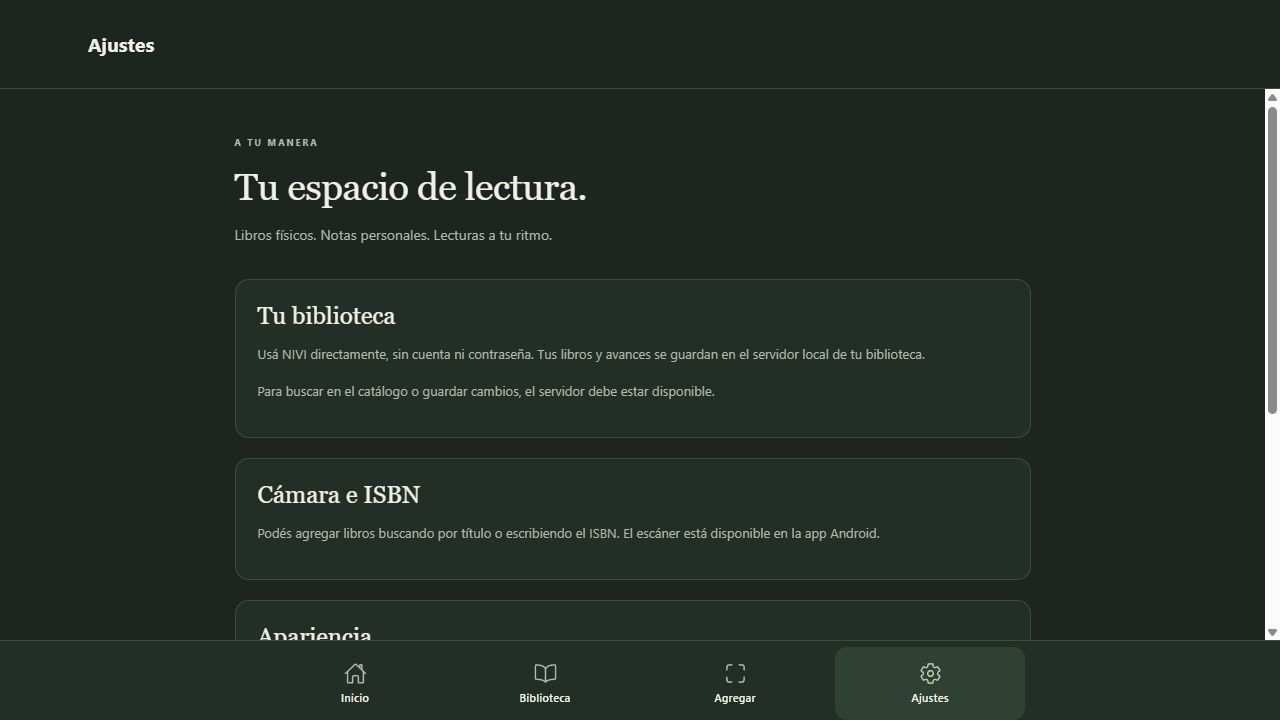 Ajustes
A TU MANERA
Tu espacio de lectura.
Libros físicos. Notas personales. Lecturas a tu ritmo.
Tu biblioteca
Usá NIVI directamente, sin cuenta ni contraseña. Tus libros y avances se guardan en el servidor local de tu biblioteca.
Para buscar en el catálogo o guardar cambios, el servidor debe estar disponible.
Cámara e ISBN
Podés agregar libros buscando por título o escribiendo el ISBN. El escáner está disponible en la app Android.
Apariencia
Inicio
Biblioteca
Agregar
Ajustes